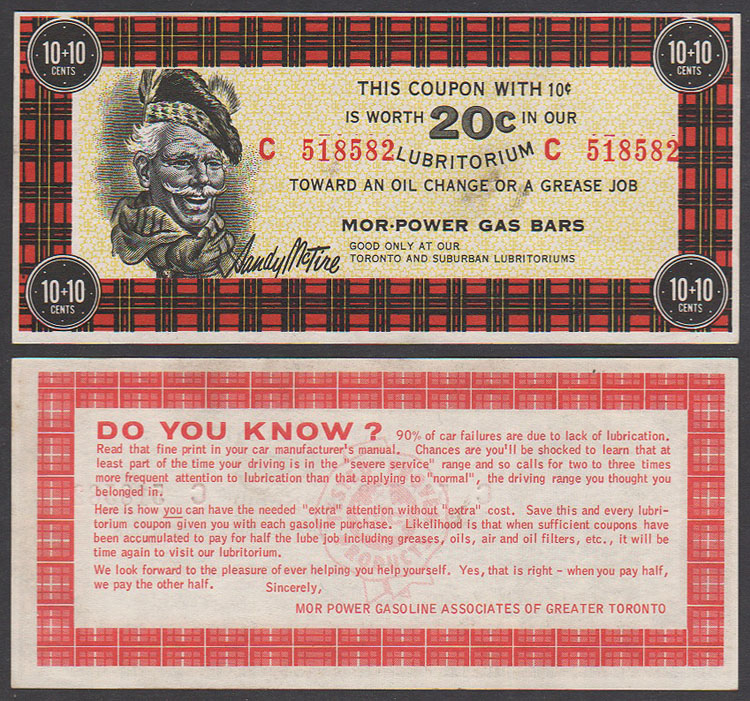 10+10 CENTS
10+10 CENTS
THIS COUPON WITH 10¢
IS WORTH 20¢ IN OUR
C 518582 LUBRITORIUM C 518582
TOWARD AN OIL CHANGE OR A GREASE JOB
MOR-POWER GAS BARS
GOOD ONLY AT OUR
TORONTO AND SUBURBAN LUBRITORIUMS
Sandy McTire
10+10 CENTS
10+10 CENTS
DO YOU KNOW ? 90% of car failures are due to lack of lubrication.
Read that fine print in your car manufacturer's manual. Chances are you'll be shocked to learn that at
least part of the time your driving is in the "severe service" range and so calls for two to three times
more frequent attention to lubrication than that applying to "normal", the driving range you thought you
belonged in.
Here is how you can have the needed "extra" attention without "extra" cost. Save this and every lubri-
torium coupon given you with each gasoline purchase. Likelihood is that when sufficient coupons have
been accumulated to pay for half the lube job including greases, oils, air and oil filters, etc., it will be
time again to visit our lubritorium.
We look forward to the pleasure of ever helping you help yourself. Yes, that is right - when you pay half,
we pay the other half. Sincerely,
MOR POWER GASOLINE ASSOCIATES OF GREATER TORONTO